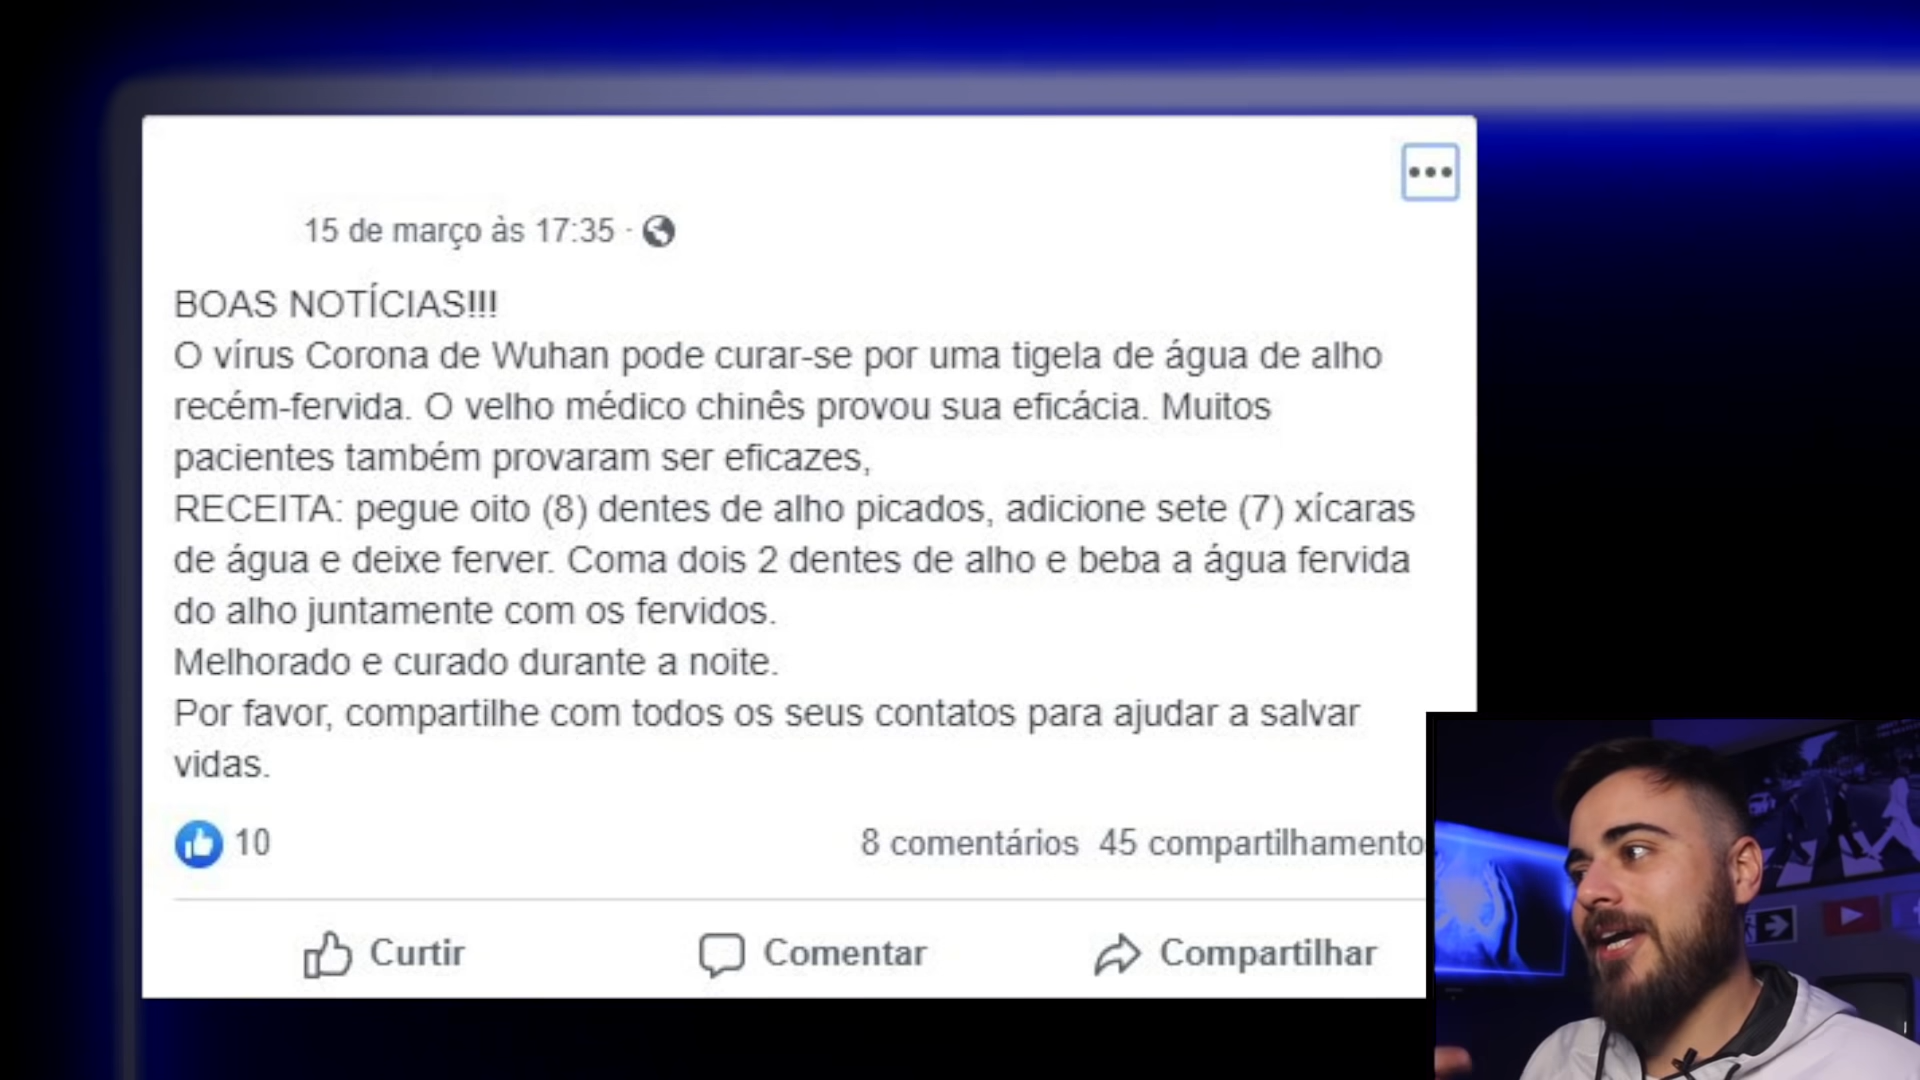 15 de março às 17:35 ·
BOAS NOTÍCIAS!!!
O vírus Corona de Wuhan pode curar-se por uma tigela de água de alho
recém-fervida. O velho médico chinês provou sua eficácia. Muitos
pacientes também provaram ser eficazes,
RECEITA: pegue oito (8) dentes de alho picados, adicione sete (7) xícaras
de água e deixe ferver. Coma dois 2 dentes de alho e beba a água fervida
do alho juntamente com os fervidos.
Melhorado e curado durante a noite.
Por favor, compartilhe com todos os seus contatos para ajudar a salvar
vidas.
10 8 comentários 45 compartilhamento
Curtir Comentar Compartilhar